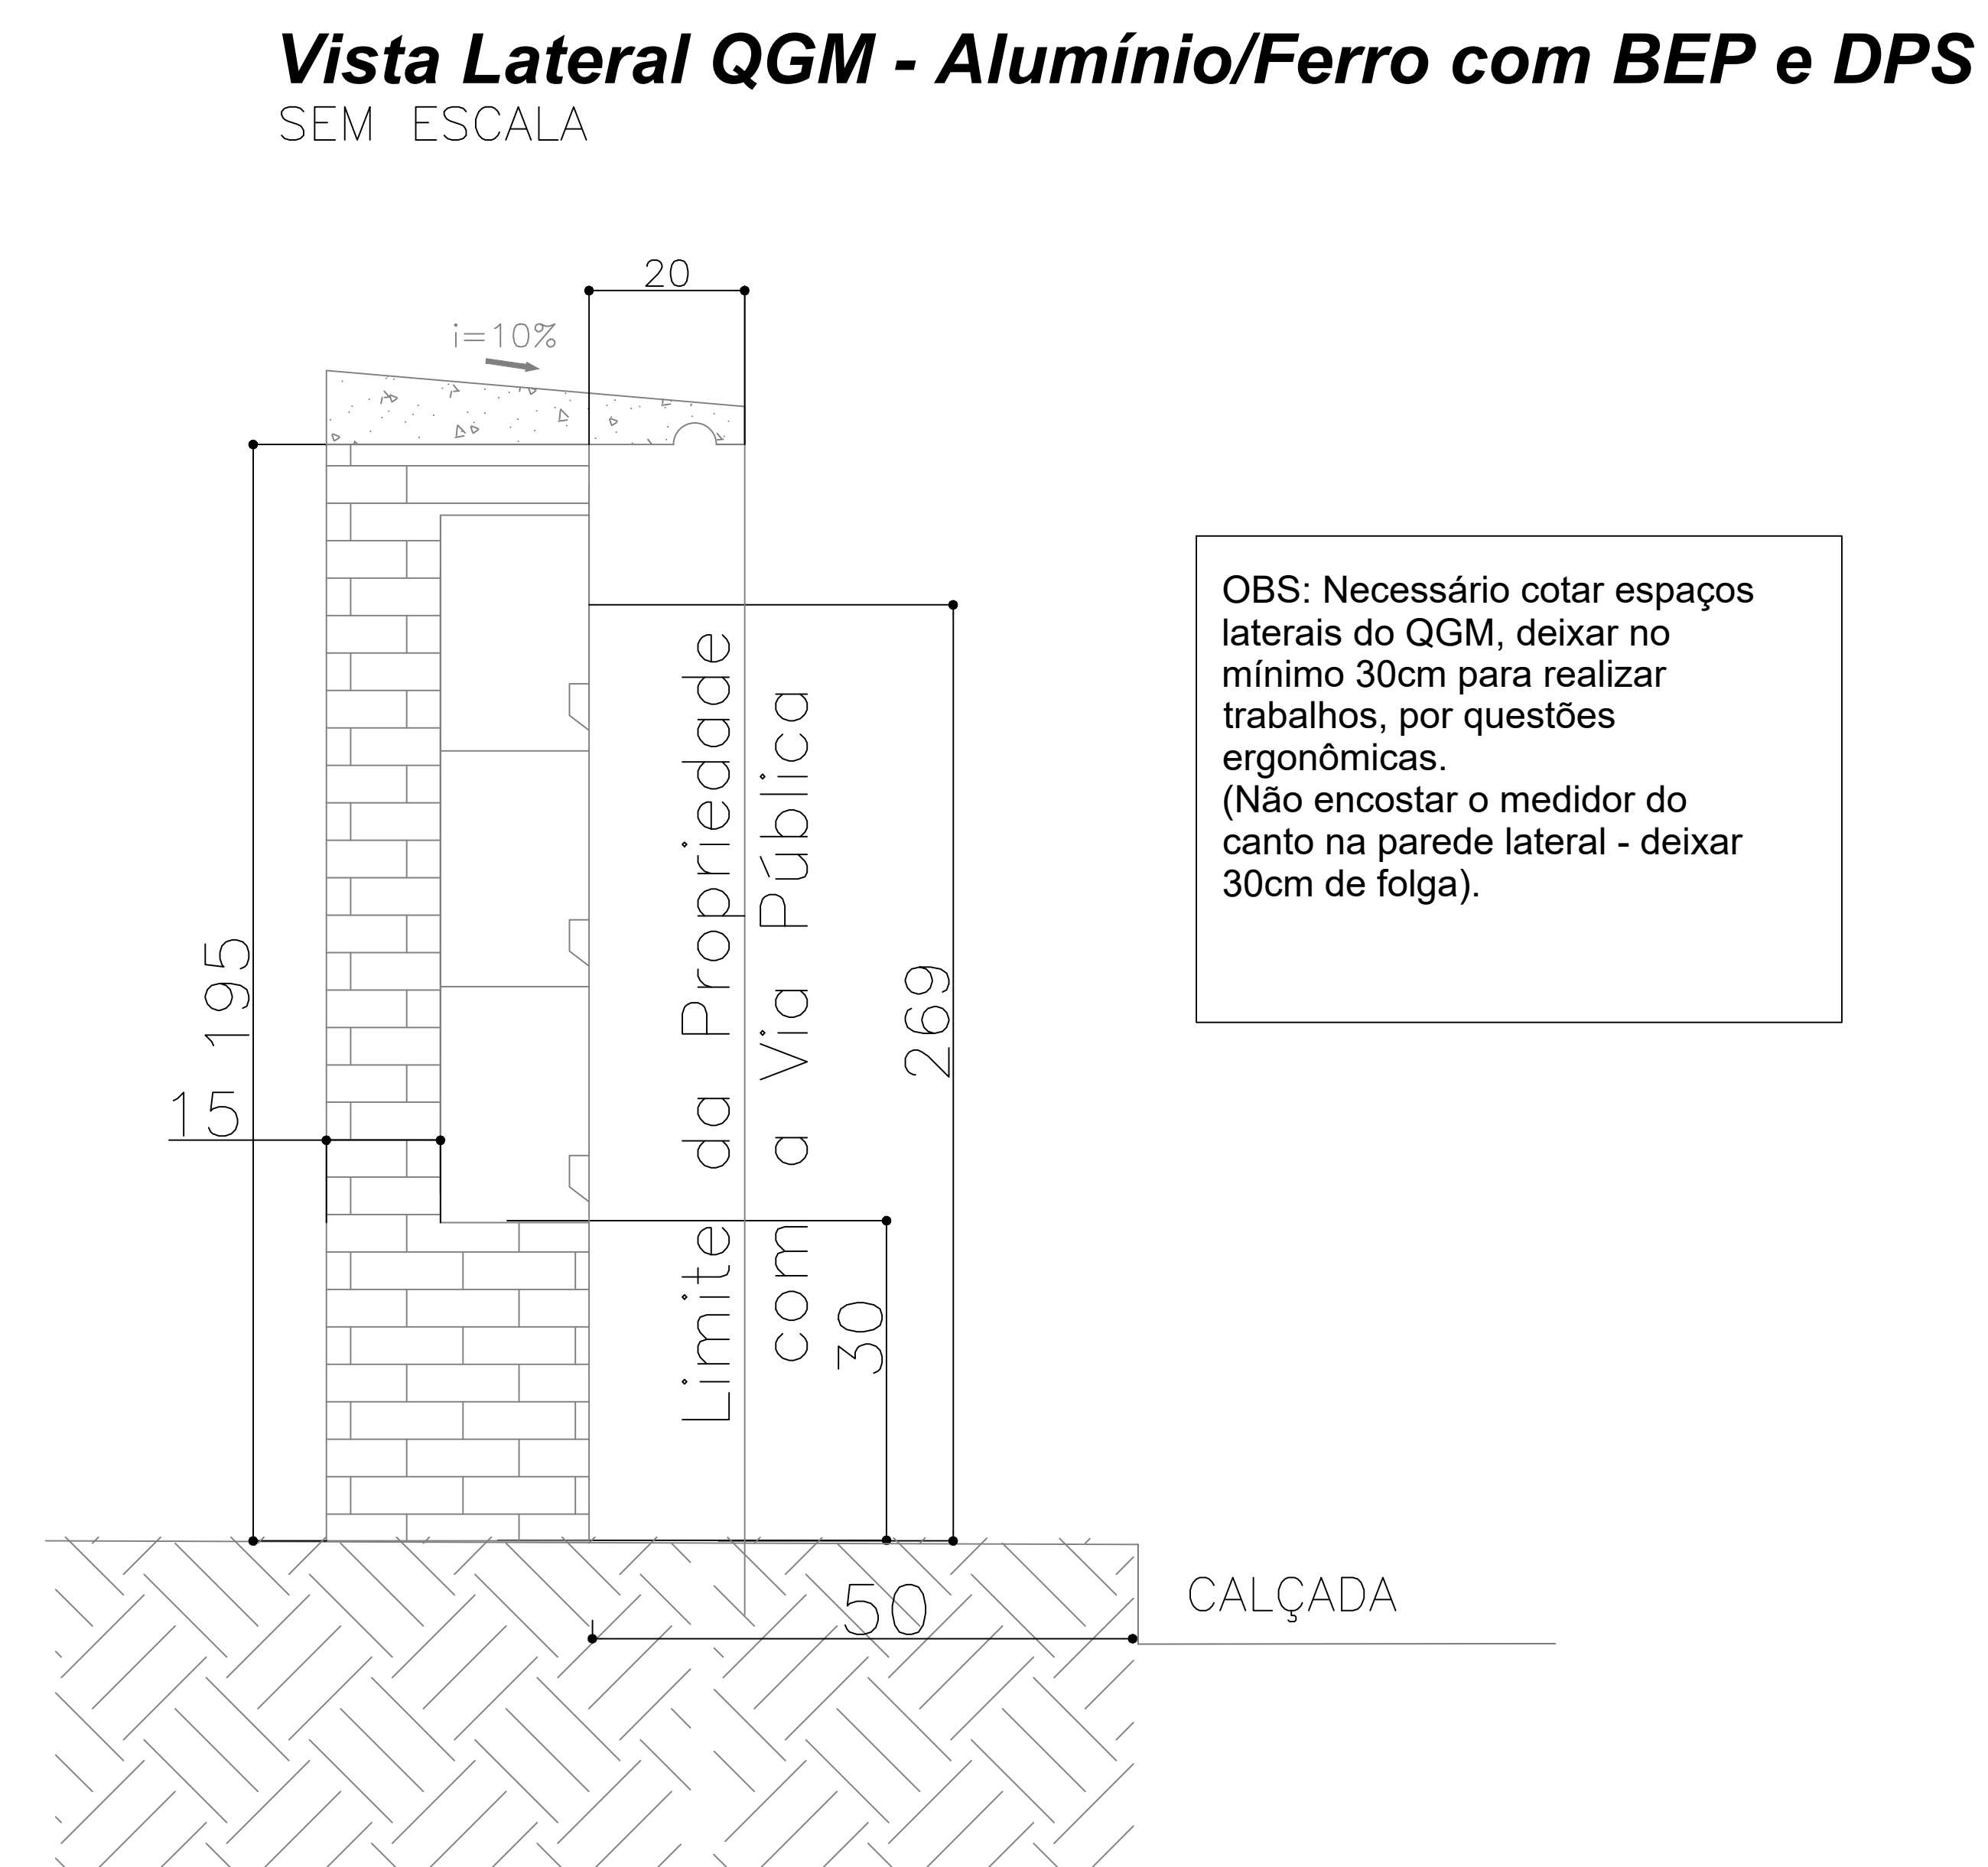 Vista Lateral QGM - Alumínio/Ferro com BEP e DPS
SEM ESCALA
20
i=10%
OBS: Necessário cotar espaços
laterais do QGM, deixar no
mínimo 30cm para realizar
trabalhos, por questões
ergonômicas.
(Não encostar o medidor do
canto na parede lateral - deixar
30cm de folga).
195
15
Limite da Propriedade
com a Via Pública
269
30
50
CALÇADA